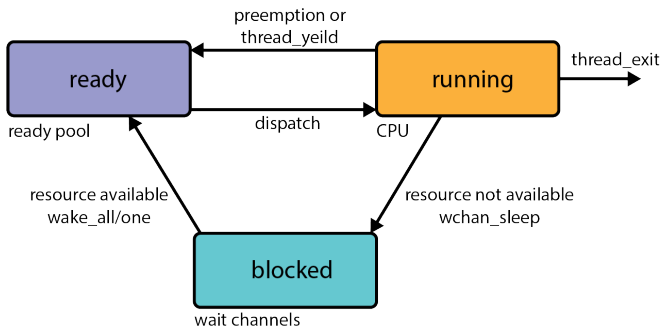 preemption or
thread_yeild
ready
running
thread_exit
ready pool
dispatch
CPU
resource available
wake_all/one
resource not available
wchan_sleep
blocked
wait channels